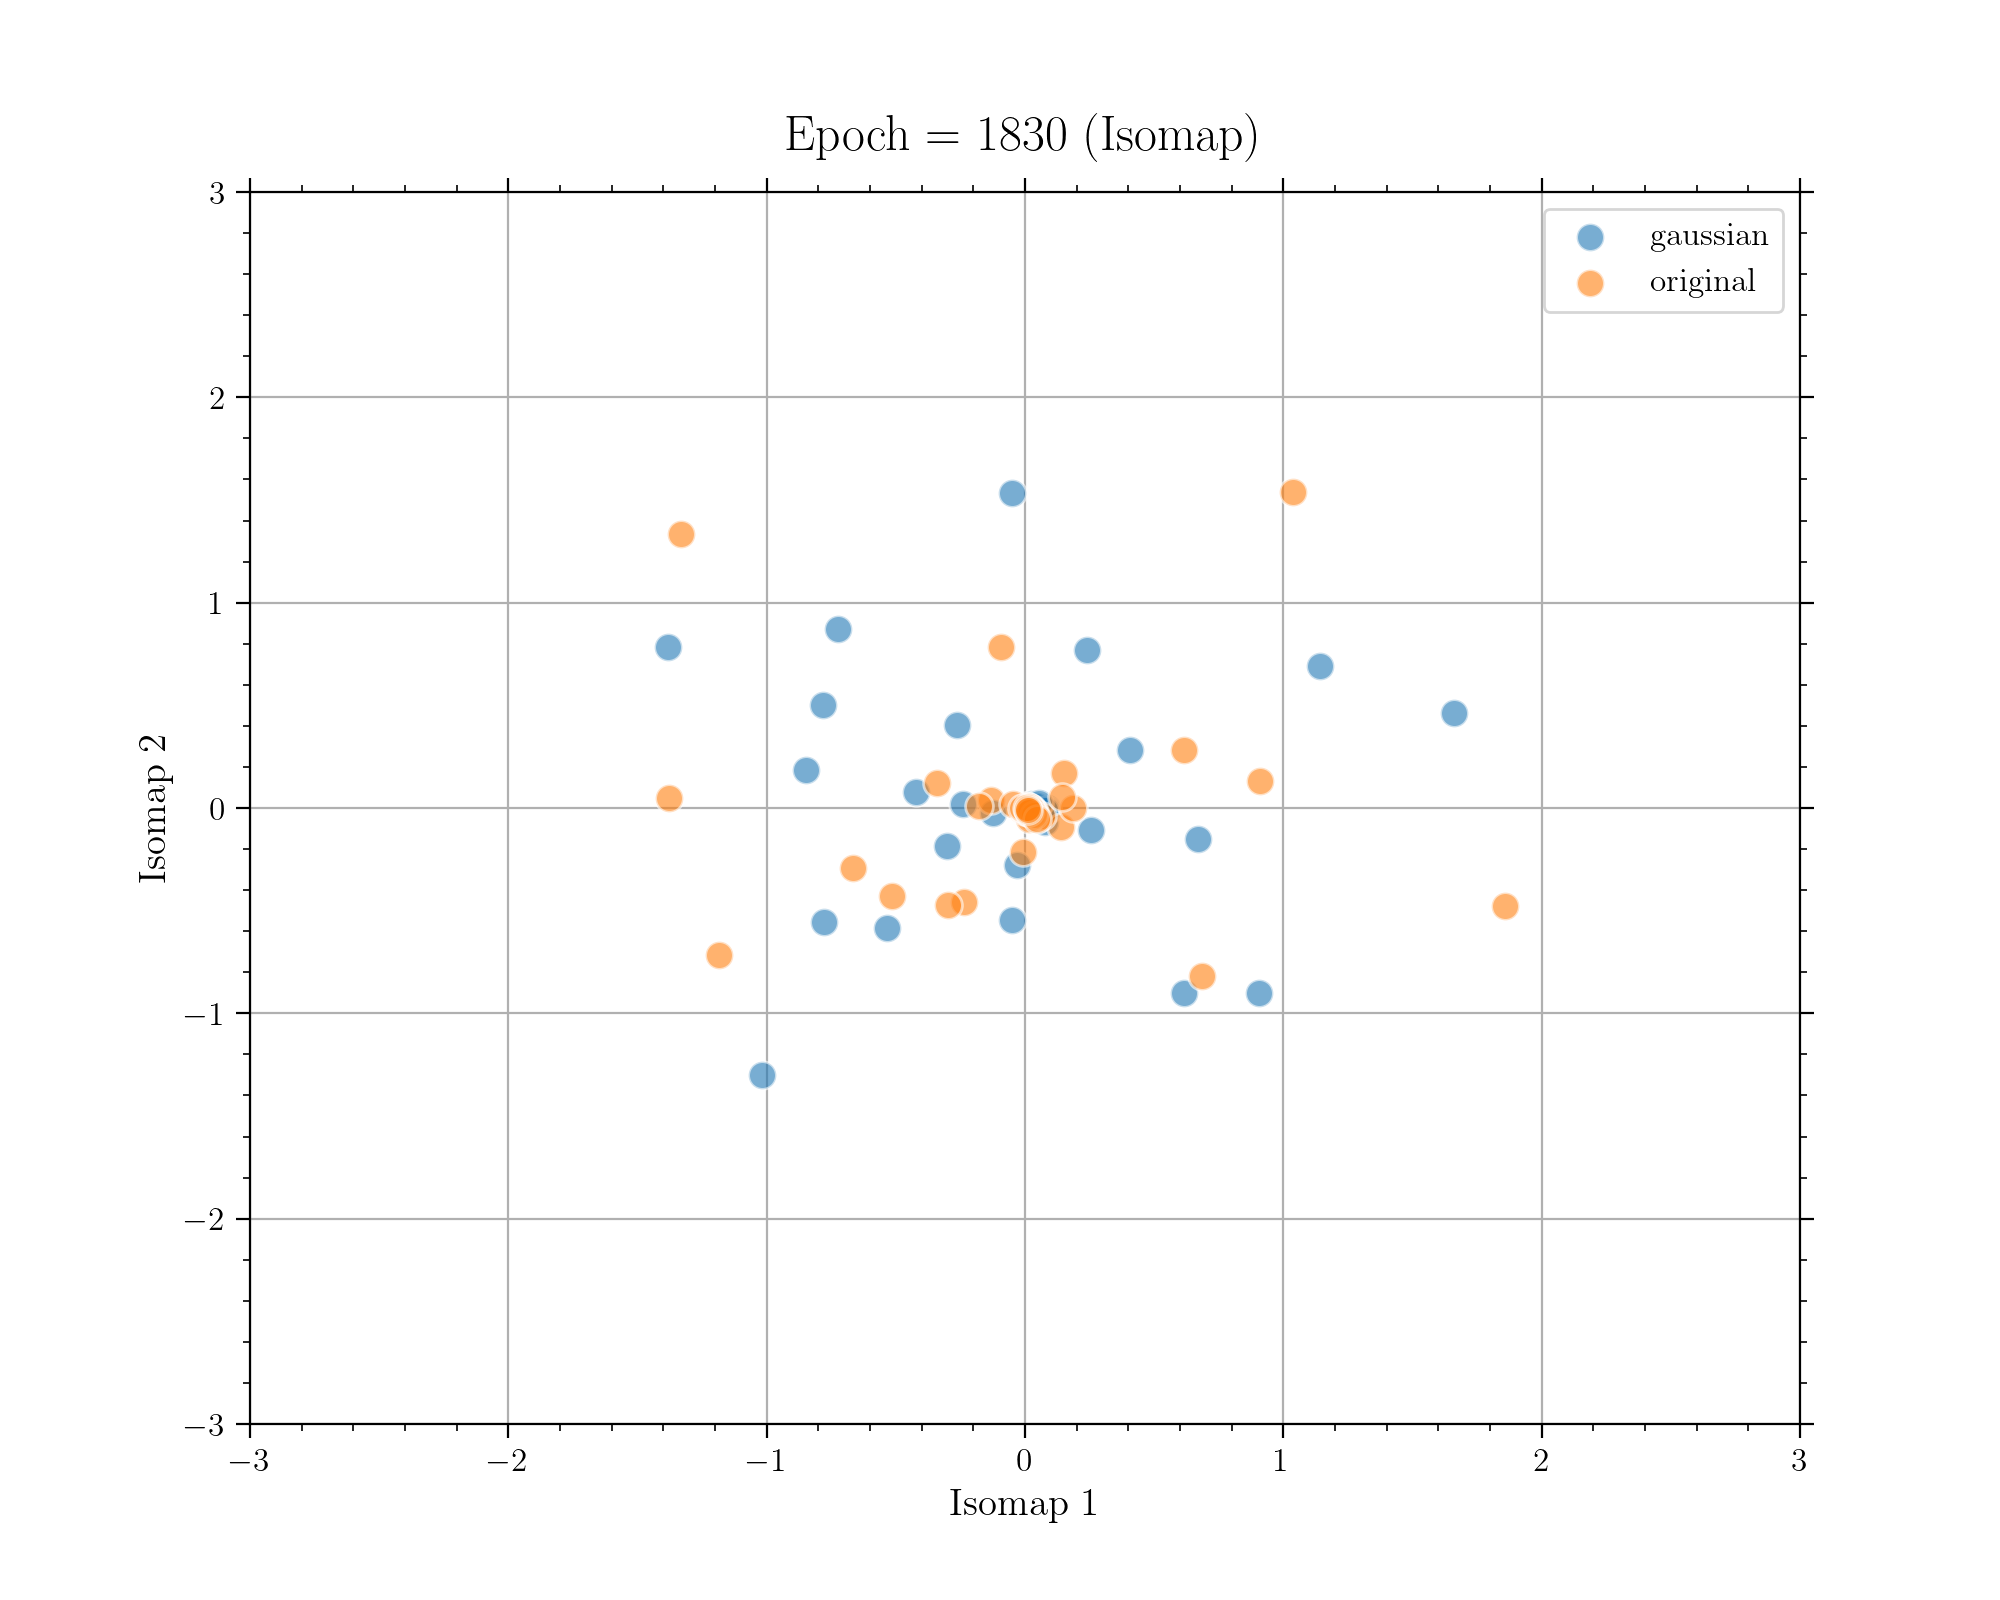 Epoch = 1830 (Isomap)
gaussian
original
3
2
1
0
−1
−2
−3
Isomap 2
−3
−2
−1
0
1
2
3
Isomap 1